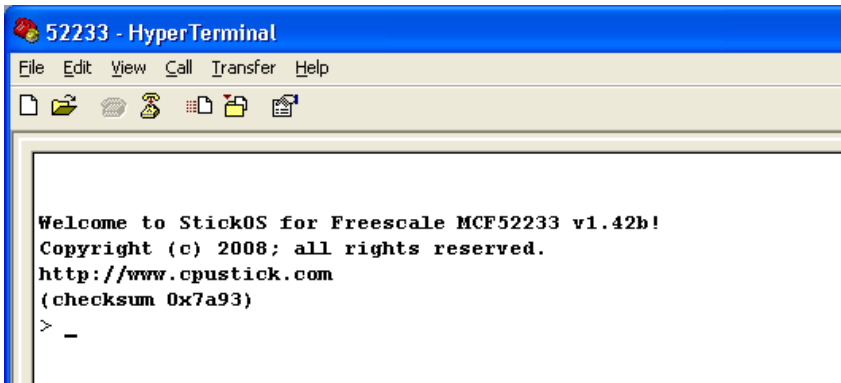 52233 - HyperTerminal
File Edit View Call Transfer Help
Welcome to StickOS for Freescale MCF52233 v1.42b!
Copyright (c) 2008; all rights reserved.
http://www.cpustick.com
(checksum 0x7a93)
> _